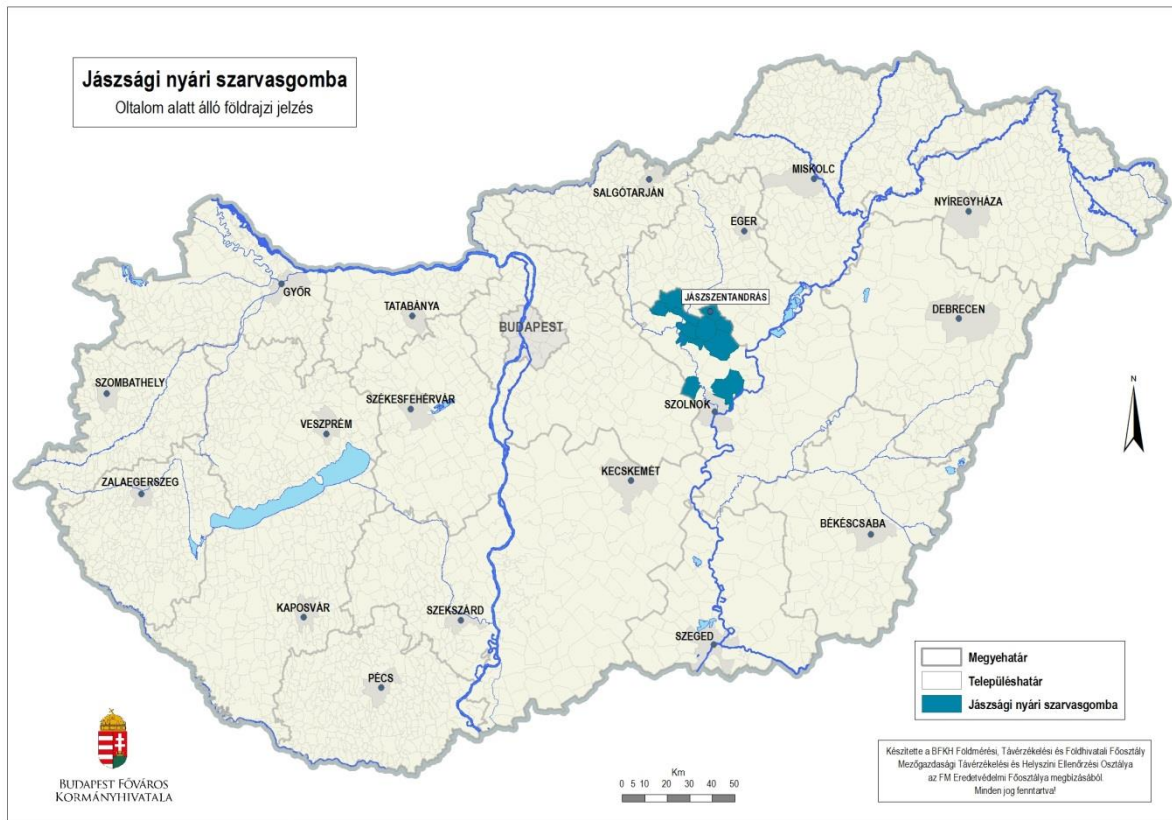 Jászsági nyári szarvasgomba
Oltalom alatt álló földrajzi jelzés
MISKOLC
SALGÓTARJÁN
NYÍREGYHÁZA
EGER
GYŐR
JÁSZSZENTANDRÁS
TATABÁNYA
DEBRECEN
BUDAPEST
SZOMBATHELY
SZÉKESFEHÉRVÁR
SZOLNOK
VESZPRÉM
N
KECSKEMÉT
ZALAEGERSZEG
BÉKÉSCSABA
KAPOSVÁR
SZEKSZÁRD
SZEGED
PÉCS
Megyehatár
Településhatár
Jászsági nyári szarvasgomba
BUDAPEST FŐVÁROS
KORMÁNYHIVATALA
Km
0 5 10 20 30 40 50
Készítette a BFKH Földmérési, Távérzékelési és Földhivatali Főosztály
Mezőgazdasági Távérzékelési és Helyszíni Ellenőrzési Osztálya
az FM Eredetvédelmi Főosztálya megbízásából.
Minden jog fenntartva!